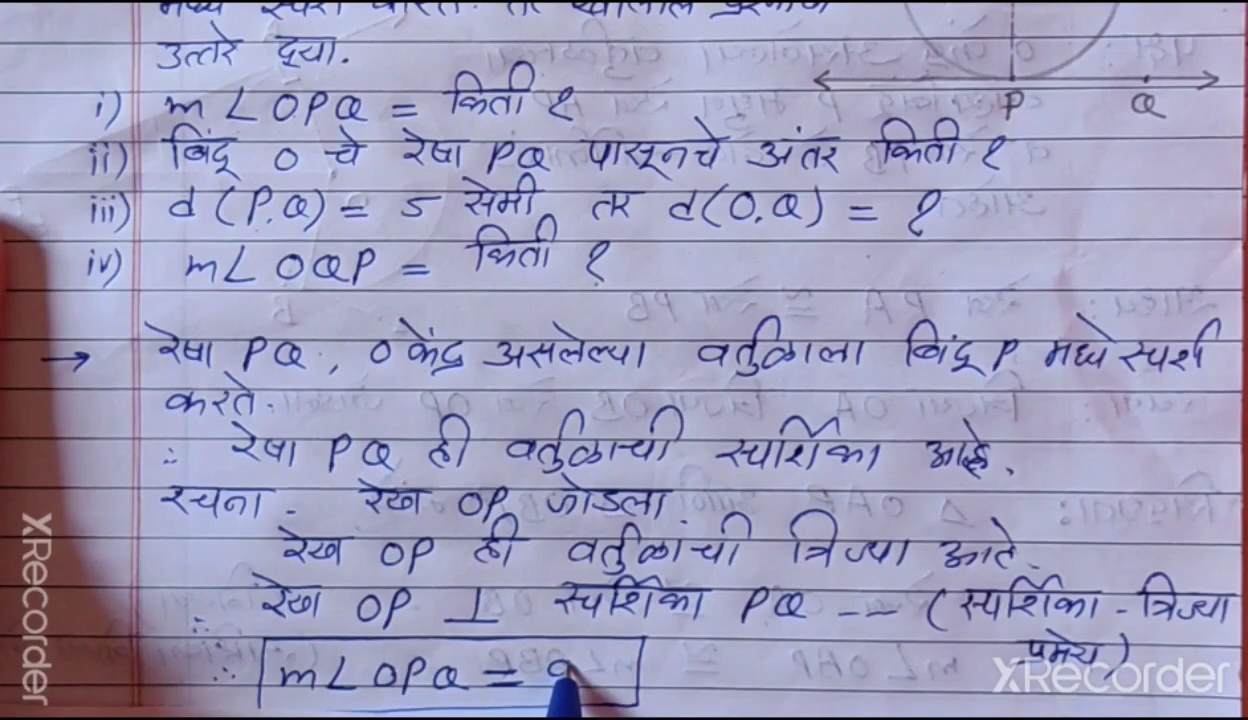 उत्तरे द्या.
P Q
i) m∠OPQ = किती ?
ii) बिंदू O चे रेषा PQ पासूनचे अंतर किती ?
iii) d(P.Q) = 5 सेमी तर d(O.Q) = ?
iv) m∠OQP = किती ?
→ रेषा PQ, O केंद्र असलेल्या वर्तुळाला बिंदू P मध्ये स्पर्श
करते.
∴ रेषा PQ ही वर्तुळाची स्पर्शिका आहे.
रचना - रेख OP जोडला.
रेख OP ही वर्तुळाची त्रिज्या आहे.
∴ रेख OP ⊥ स्पर्शिका PQ -- (स्पर्शिका - त्रिज्या
प्रमेय)
∴ m∠OPQ =
XRecorder
XRecorder